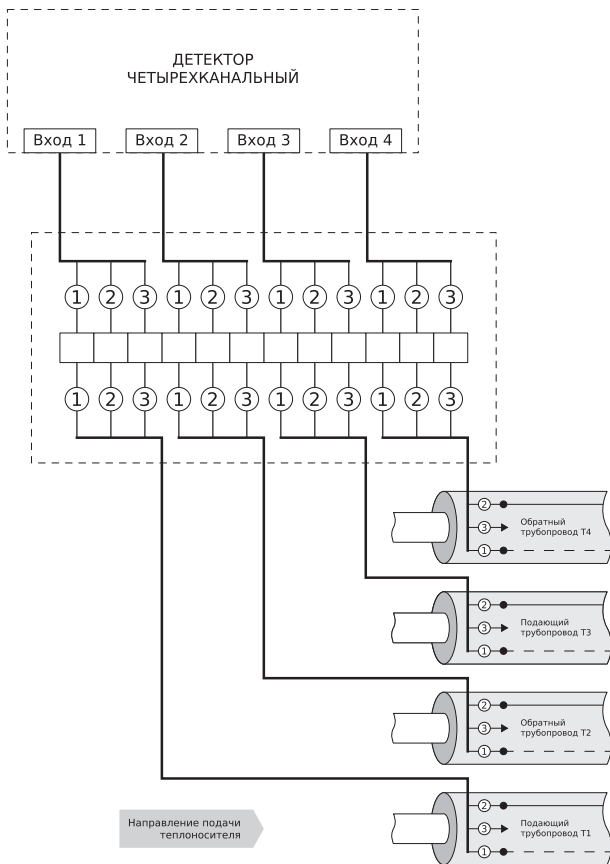 ДЕТЕКТОР
ЧЕТЫРЕХКАНАЛЬНЫЙ
Вход 1 Вход 2 Вход 3 Вход 4
1 2 3 1 2 3 1 2 3 1 2 3
1 2 3 1 2 3 1 2 3 1 2 3
2
3
1
Обратный
трубопровод Т4
2
3
1
Подающий
трубопровод Т3
2
3
1
Обратный
трубопровод Т2
2
3
1
Подающий
трубопровод Т1
Направление подачи
теплоносителя